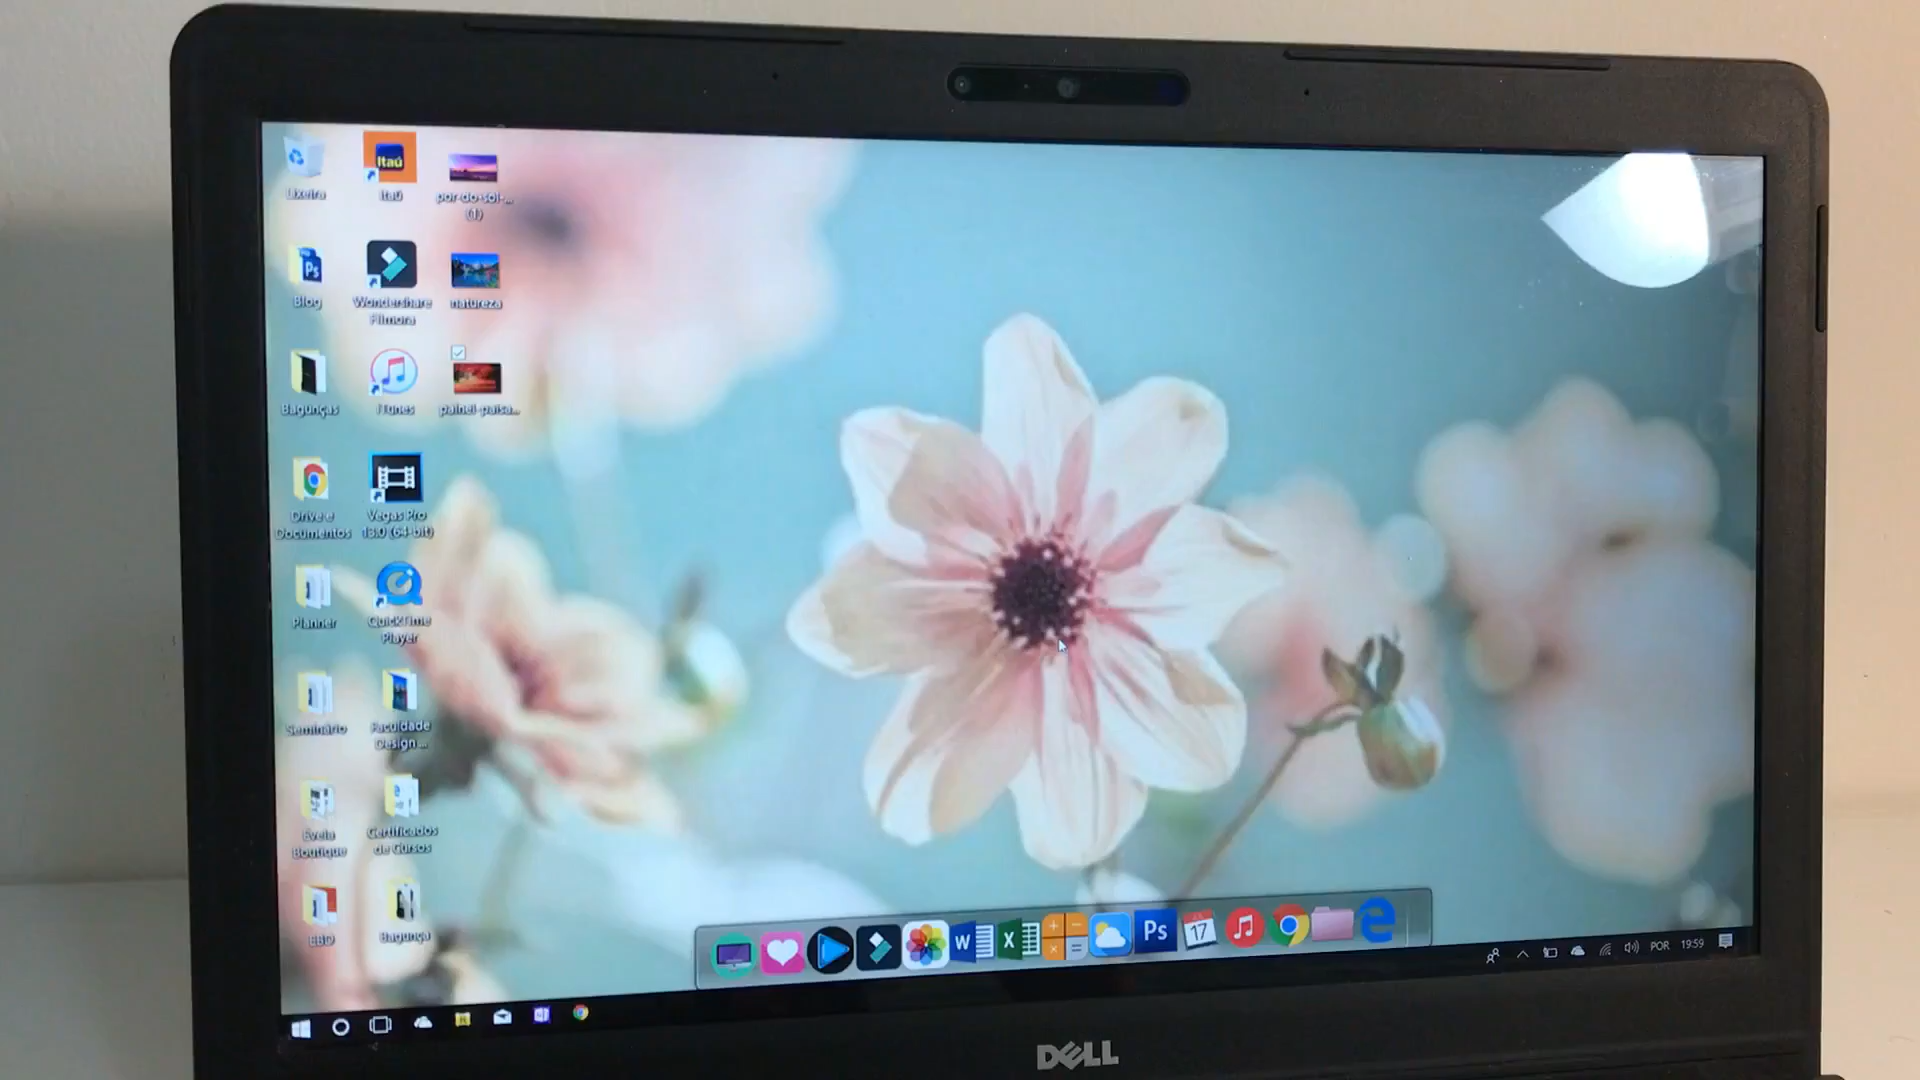 Lixeira
Itaú
Itaú
por-do-sol-...
(1)
Ps
Blog
Wondershare
Filmora
natureza
Bagunças
iTunes
painel-paisa...
Drive e
Documentos
Vegas Pro
13.0 (64-bit)
Planner
QuickTime
Player
Seminário
Faculdade
Design ...
Evela
Boutique
Certificados
de Cursos
EBD
Bagunça
W
X
Ps
17
POR
19:59
DELL